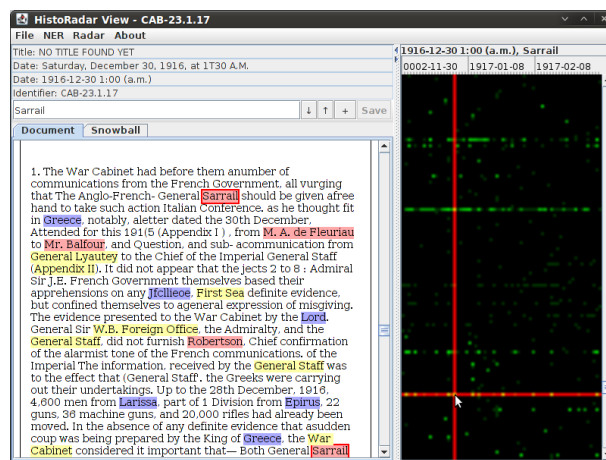 HistoRadar View - CAB-23.1.17
File NER Radar About
Title: NO TITLE FOUND YET
Date: Saturday, December 30, 1916, at 1T30 A.M.
Date: 1916-12-30 1:00 (a.m.)
Identifier: CAB-23.1.17
Sarrail ↓ ↑ + Save
Document Snowball
1. The War Cabinet had before them anumber of
communications from the French Government. all vurging
that The Anglo-French- General Sarrail should be given afree
hand to take such action Italian Conference. as he thought fit
in Greece, notably, aletter dated the 30th December,
Attended for this 191(5 (Appendix I ) , from M. A. de Fleuriau
to Mr. Balfour, and Question, and sub- acommunication from
General Lyautey to the Chief of the Imperial General Staff
(Appendix II). It did not appear that the jects 2 to 8 : Admiral
Sir J.E. French Government themselves based their
apprehensions on any Jfcllieoe, First Sea definite evidence,
but confined themselves to ageneral expression of misgiving.
The evidence presented to the War Cabinet by the Lord.
General Sir W.B. Foreign Office, the Admiralty, and the
General Staff, did not furnish Robertson, Chief confirmation
of the alarmist tone of the French communications, of the
Imperial The information, received by the General Staff was
to the effect that (General Staff'. the Greeks were carrying
out their undertakings. Up to the 28th December, 1916,
4,600 men from Larissa, part of 1 Division from Epirus, 22
guns, 36 machine guns, and 20,000 rifles had already been
moved. In the absence of any definite evidence that asudden
coup was being prepared by the King of Greece, the War
Cabinet considered it important— Both General Sarrail
1916-12-30 1:00 (a.m.), Sarrail
0002-11-30 1917-01-08 1917-02-08